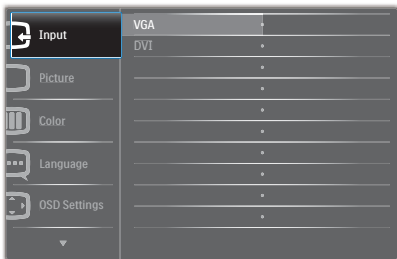 Input
VGA
DVI
Picture
Color
Language
OSD Settings